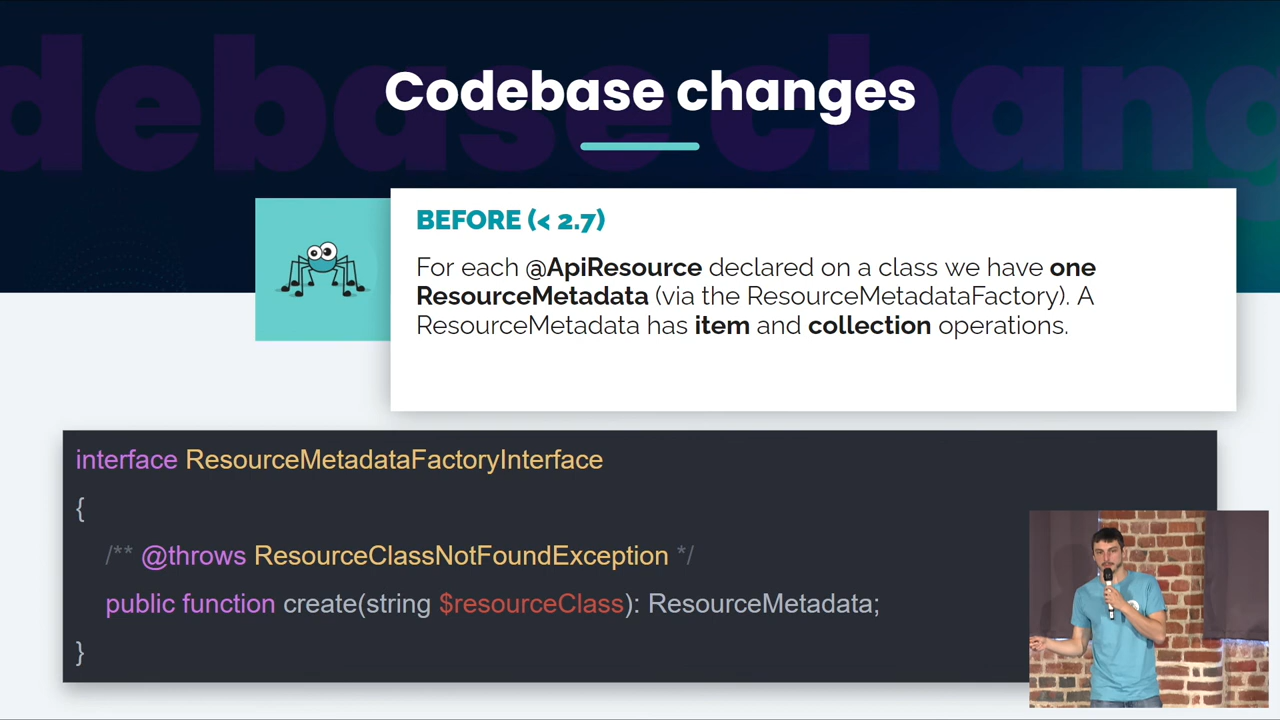 Codebase changes
BEFORE (< 2.7)
For each @ApiResource declared on a class we have one
ResourceMetadata (via the ResourceMetadataFactory). A
ResourceMetadata has item and collection operations.
interface ResourceMetadataFactoryInterface
{
/** @throws ResourceClassNotFoundException */
public function create(string $resourceClass): ResourceMetadata;
}